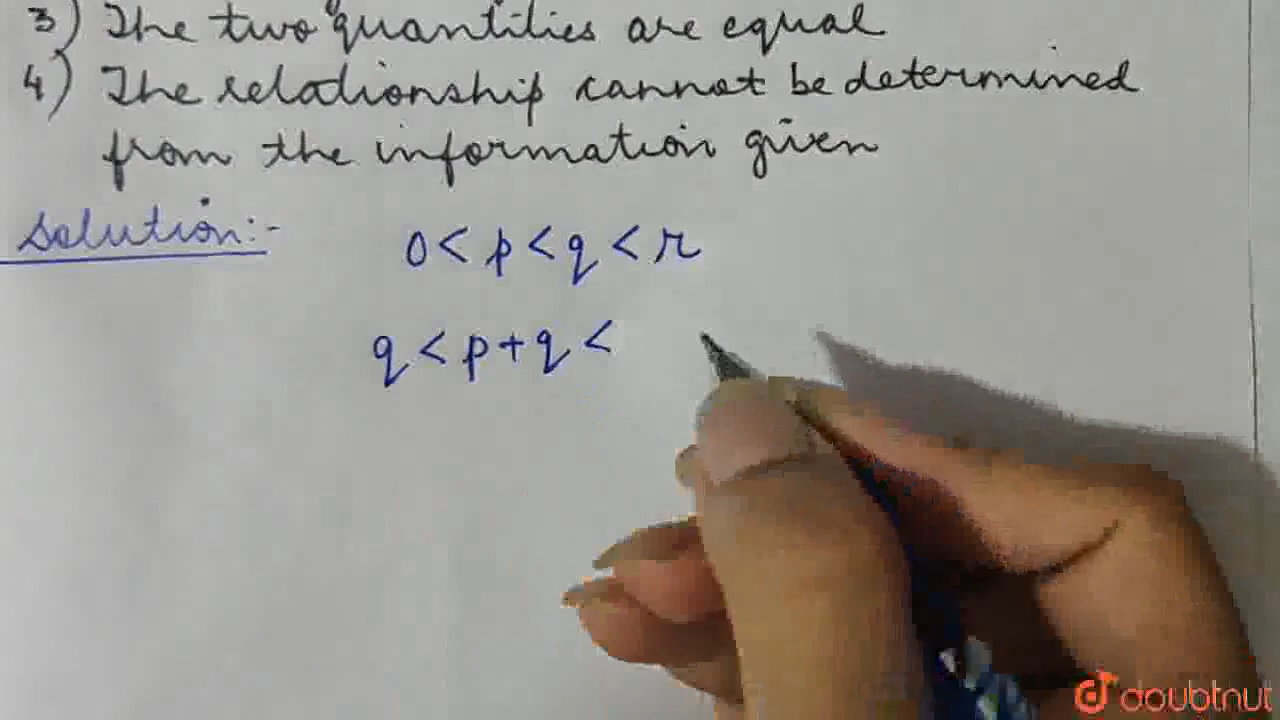 3) The two quantities are equal
4) The relationship cannot be determined
from the information given
Solution:-
0 < p < q < r
q < p + q <
doubtnut